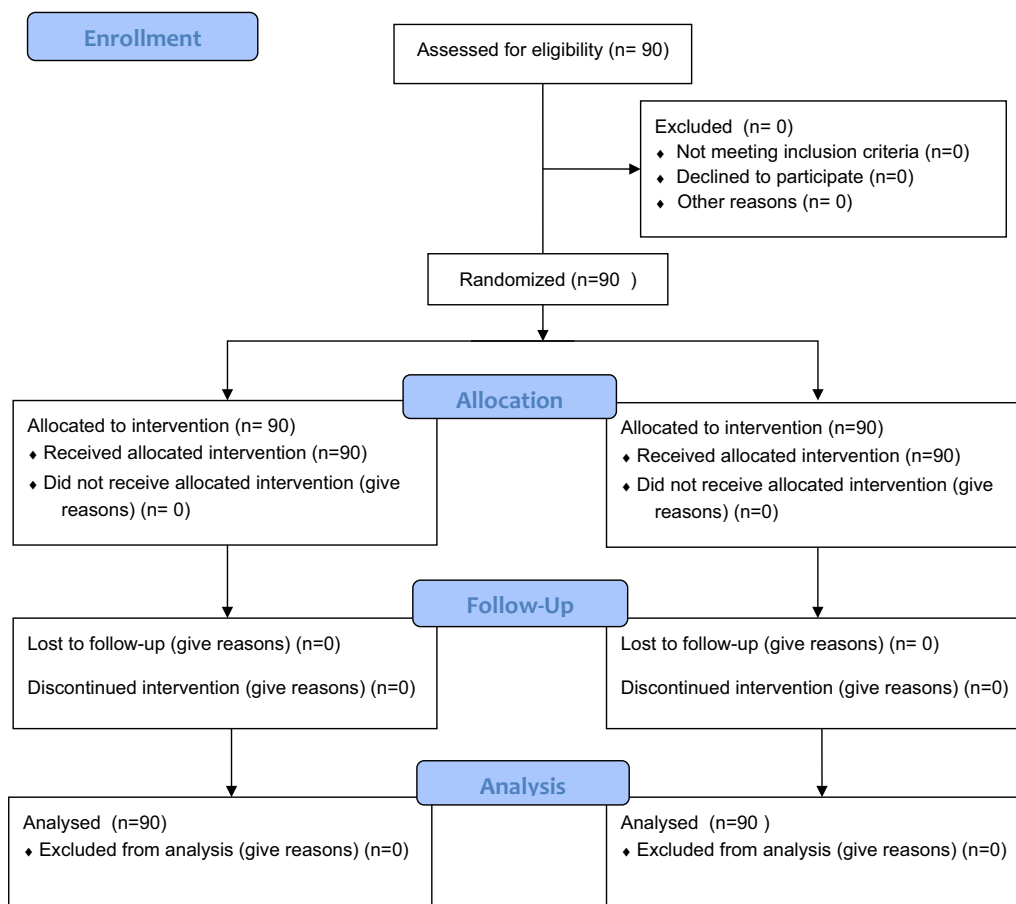 Enrollment
Assessed for eligibility (n= 90)
Excluded (n= 0)
♦ Not meeting inclusion criteria (n=0)
♦ Declined to participate (n=0)
♦ Other reasons (n= 0)
Randomized (n=90 )
Allocation
Allocated to intervention (n= 90)
♦ Received allocated intervention (n=90)
♦ Did not receive allocated intervention (give
reasons) (n= 0)
Allocated to intervention (n=90)
♦ Received allocated intervention (n=90)
♦ Did not receive allocated intervention (give
reasons) (n=0)
Follow-Up
Lost to follow-up (give reasons) (n=0)
Discontinued intervention (give reasons) (n=0)
Lost to follow-up (give reasons) (n= 0)
Discontinued intervention (give reasons) (n=0)
Analysis
Analysed (n=90)
♦ Excluded from analysis (give reasons) (n=0)
Analysed (n=90 )
♦ Excluded from analysis (give reasons) (n=0)